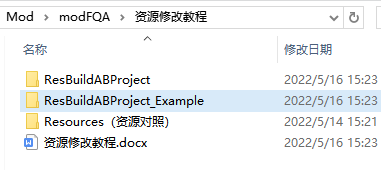 Mod > modFQA > 资源修改教程
名称 修改日期
ResBuildABProject 2022/5/16 15:23
ResBuildABProject_Example 2022/5/16 15:23
Resources（资源对照） 2022/5/14 15:21
资源修改教程.docx 2022/5/16 15:23